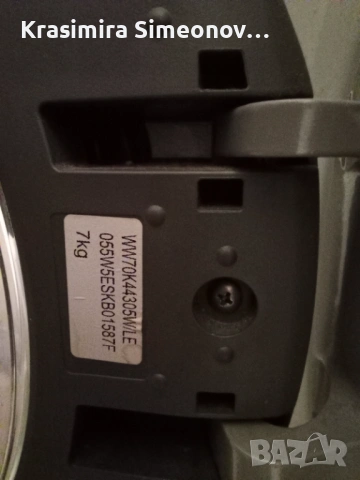 Krasimira Simeonov...
WW70K44305W/LE
055W5ESKB01587F
7kg
BAZAR